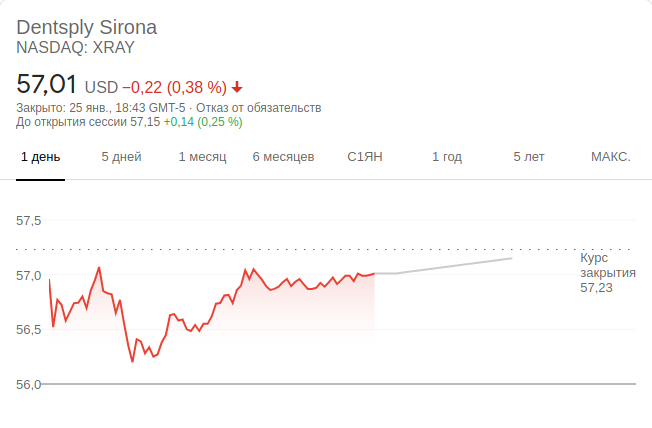 Dentsply Sirona
NASDAQ: XRAY
57,01 USD −0,22 (0,38 %)
Закрыто: 25 янв., 18:43 GMT-5 · Отказ от обязательств
До открытия сессии 57,15 +0,14 (0,25 %)
1 день 5 дней 1 месяц 6 месяцев С1ЯН 1 год 5 лет МАКС.
57,5
57,0
56,5
56,0
Курс
закрытия
57,23